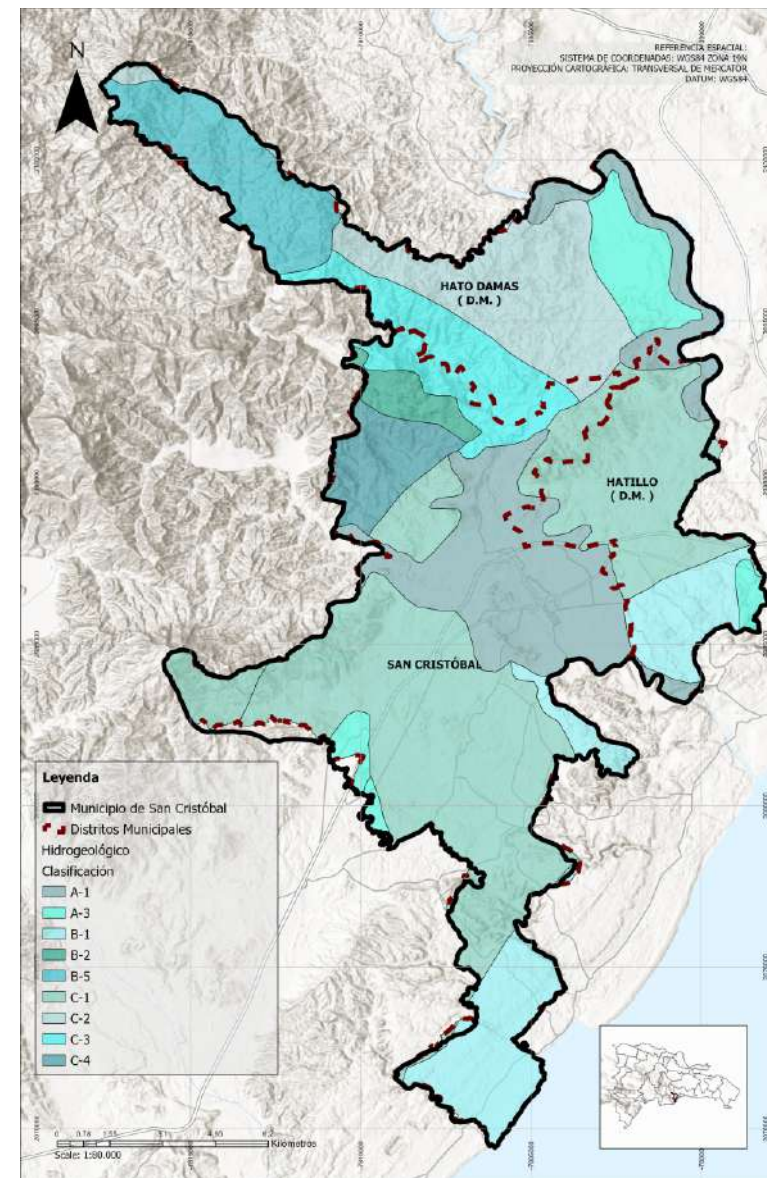 N
REFERENCIA ESPACIAL:
SISTEMA DE COORDENADAS: WGS84 ZONA 19N
PROYECCIÓN CARTOGRÁFICA: TRANSVERSAL DE MERCATOR
DATUM: WGS84
HATO DAMAS
( D.M. )
HATILLO
( D.M. )
SAN CRISTÓBAL
Leyenda
Municipio de San Cristóbal
Distritos Municipales
Hidrogeológico
Clasificación
A-1
A-3
B-1
B-2
B-5
C-1
C-2
C-3
C-4
Kilómetros
Scale: 1:80.000